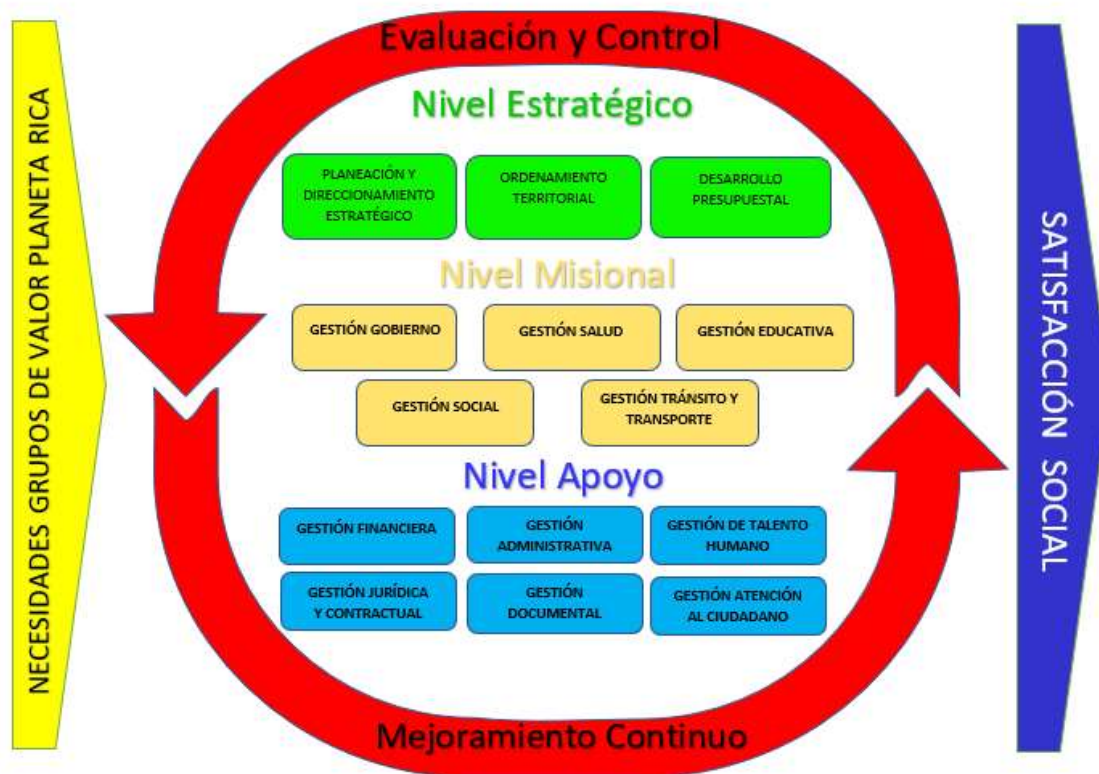 NECESIDADES GRUPOS DE VALOR PLANETA RICA
Evaluación y Control
Nivel Estratégico
PLANEACIÓN Y
DIRECCIONAMIENTO
ESTRATÉGICO
ORDENAMIENTO
TERRITORIAL
DESARROLLO
PRESUPUESTAL
Nivel Misional
GESTIÓN GOBIERNO
GESTIÓN SALUD
GESTIÓN EDUCATIVA
GESTIÓN SOCIAL
GESTIÓN TRÁNSITO Y
TRANSPORTE
Nivel Apoyo
GESTIÓN FINANCIERA
GESTIÓN
ADMINISTRATIVA
GESTIÓN DE TALENTO
HUMANO
GESTIÓN JURÍDICA
Y CONTRACTUAL
GESTIÓN
DOCUMENTAL
GESTIÓN ATENCIÓN
AL CIUDADANO
Mejoramiento Continuo
SATISFACCIÓN SOCIAL